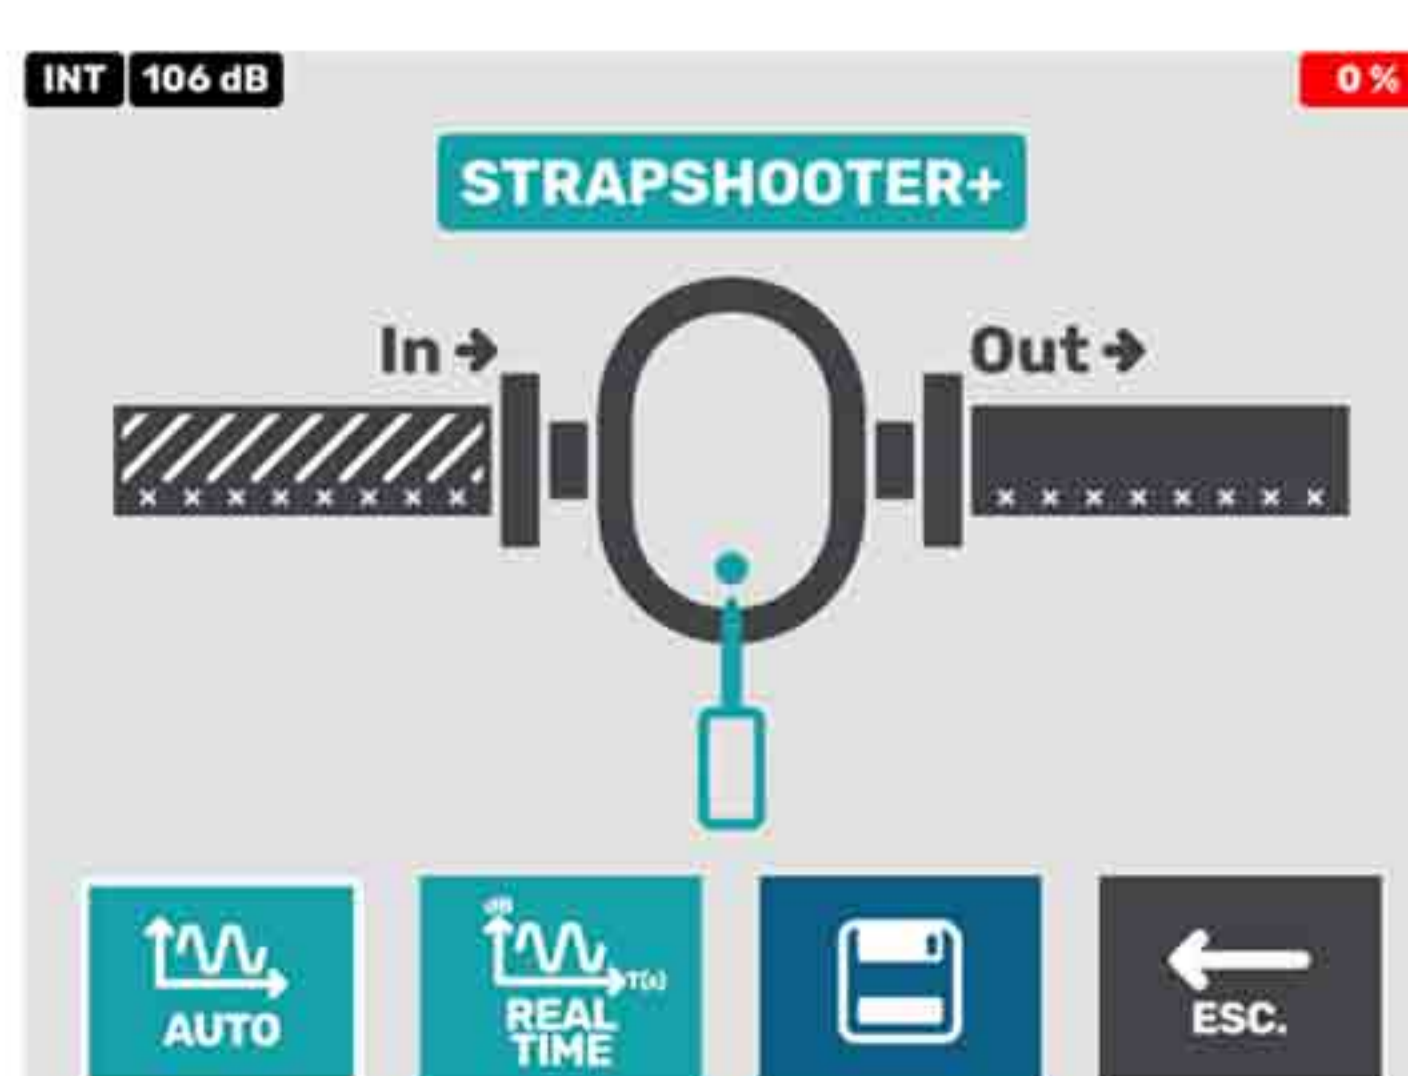 INT 106 dB 0 %
STRAPSHOOTER+
In → Out →
x x x x x x x x x x x x x x x x
dB
T(s)
AUTO REAL TIME ESC.